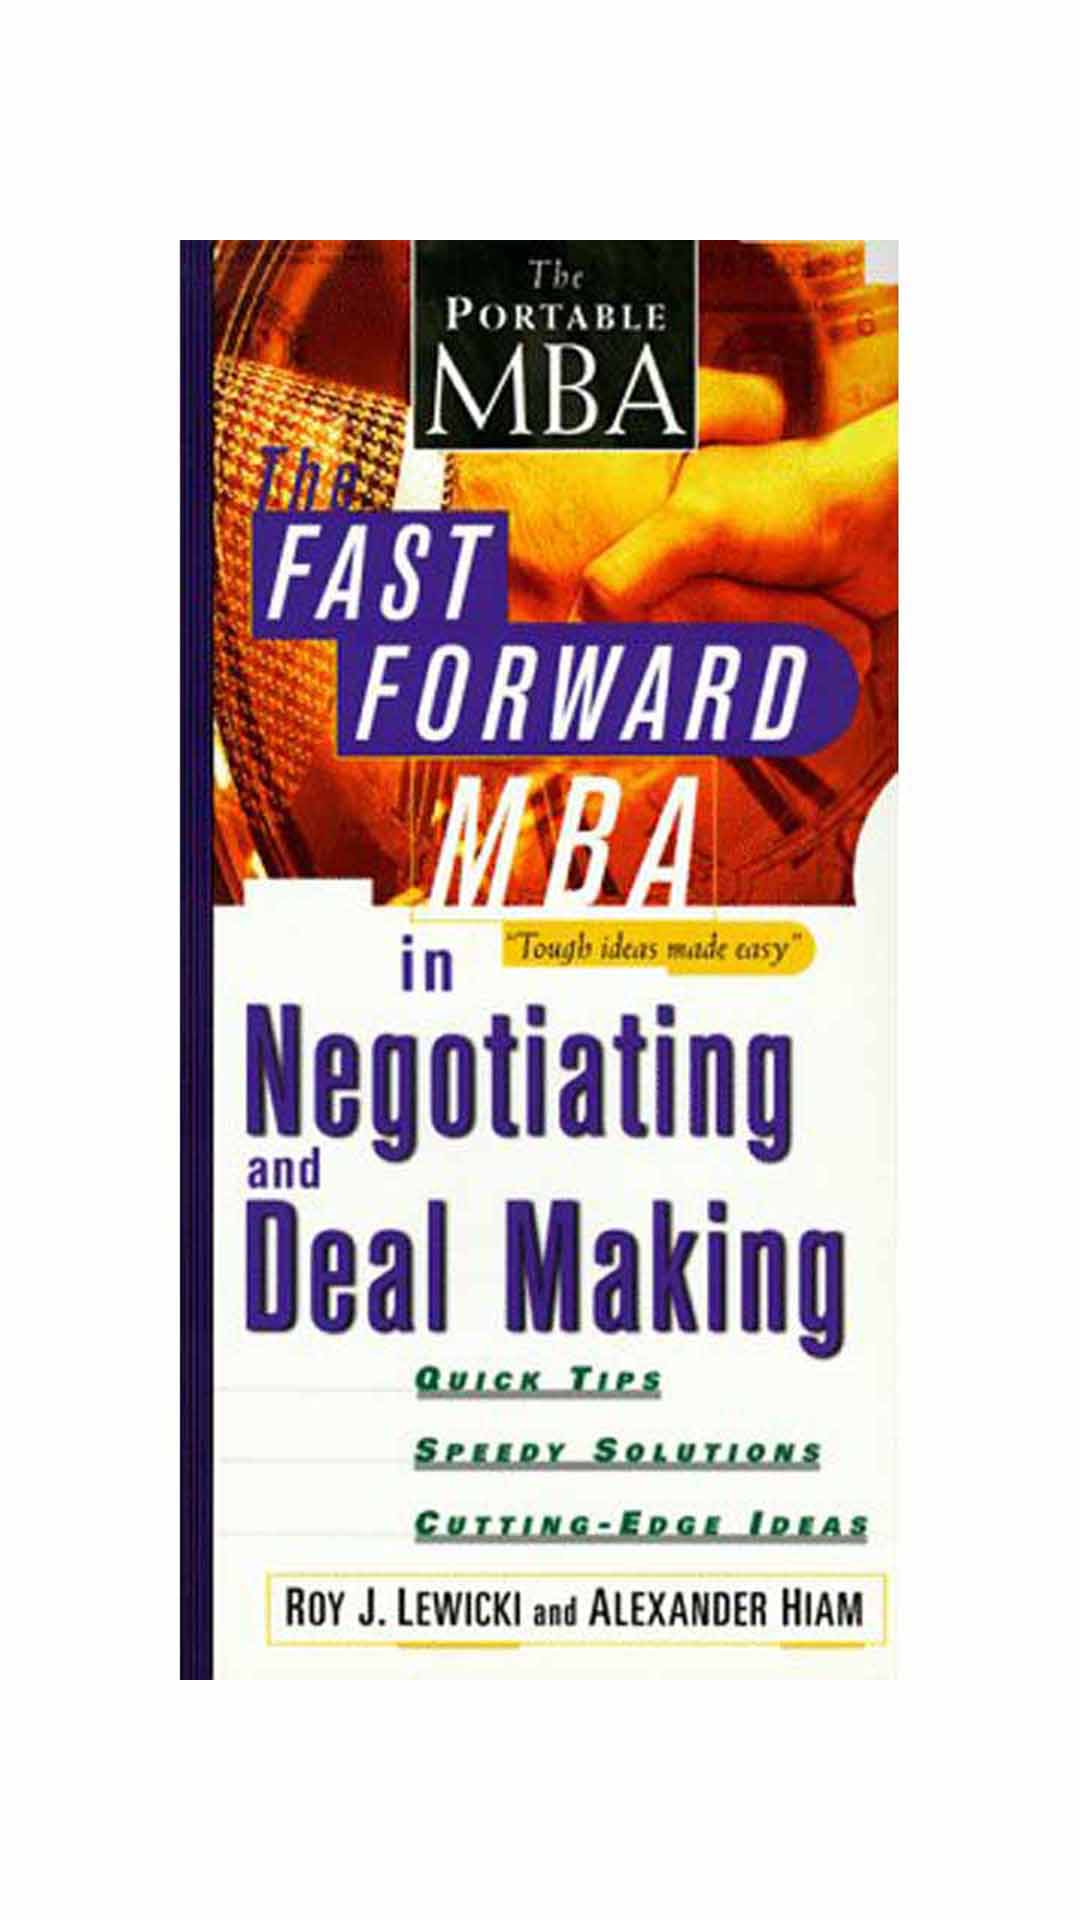 The
PORTABLE
MBA
The
FAST
FORWARD
MBA
"Tough ideas made easy"
in
Negotiating
and
Deal Making
QUICK TIPS
SPEEDY SOLUTIONS
CUTTING-EDGE IDEAS
ROY J. LEWICKI and ALEXANDER HIAM